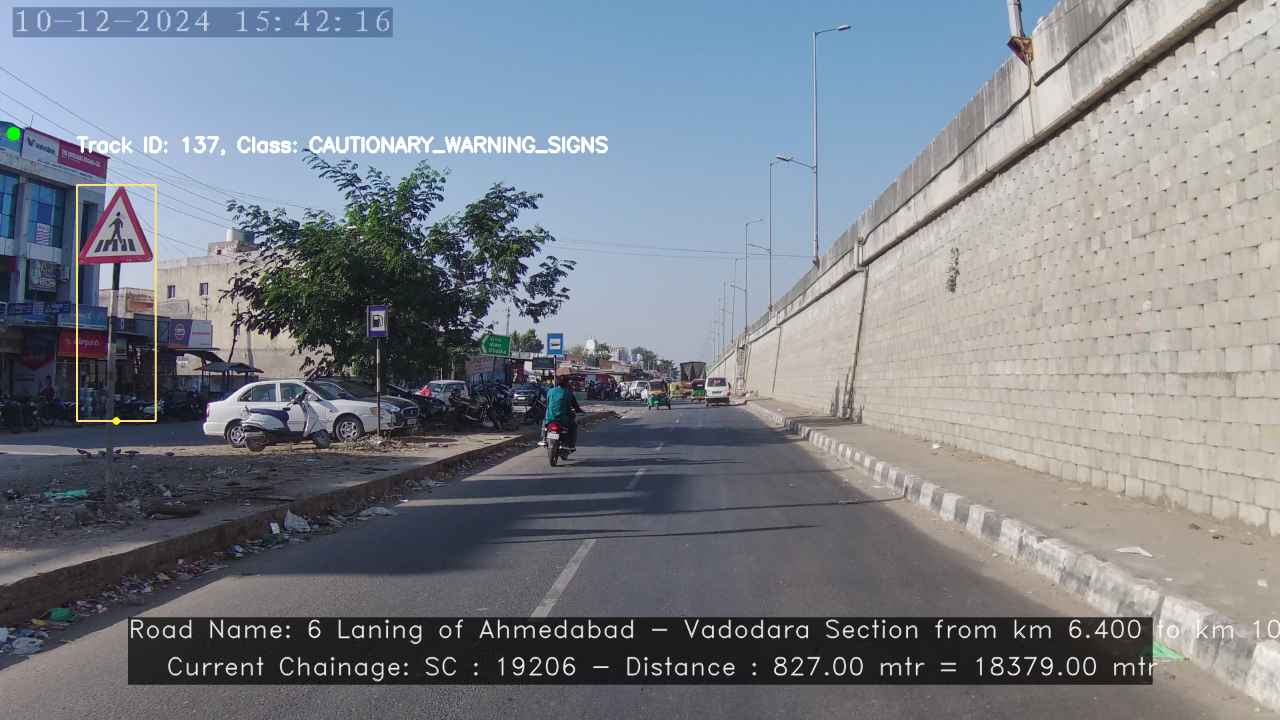 10-12-2024 15:42:16
Track ID: 137, Class: CAUTIONARY_WARNING_SIGNS
Road Name: 6 Laning of Ahmedabad - Vadodara Section from km 6.400 to km 10
Current Chainage: SC : 19206 - Distance : 827.00 mtr = 18379.00 mtr